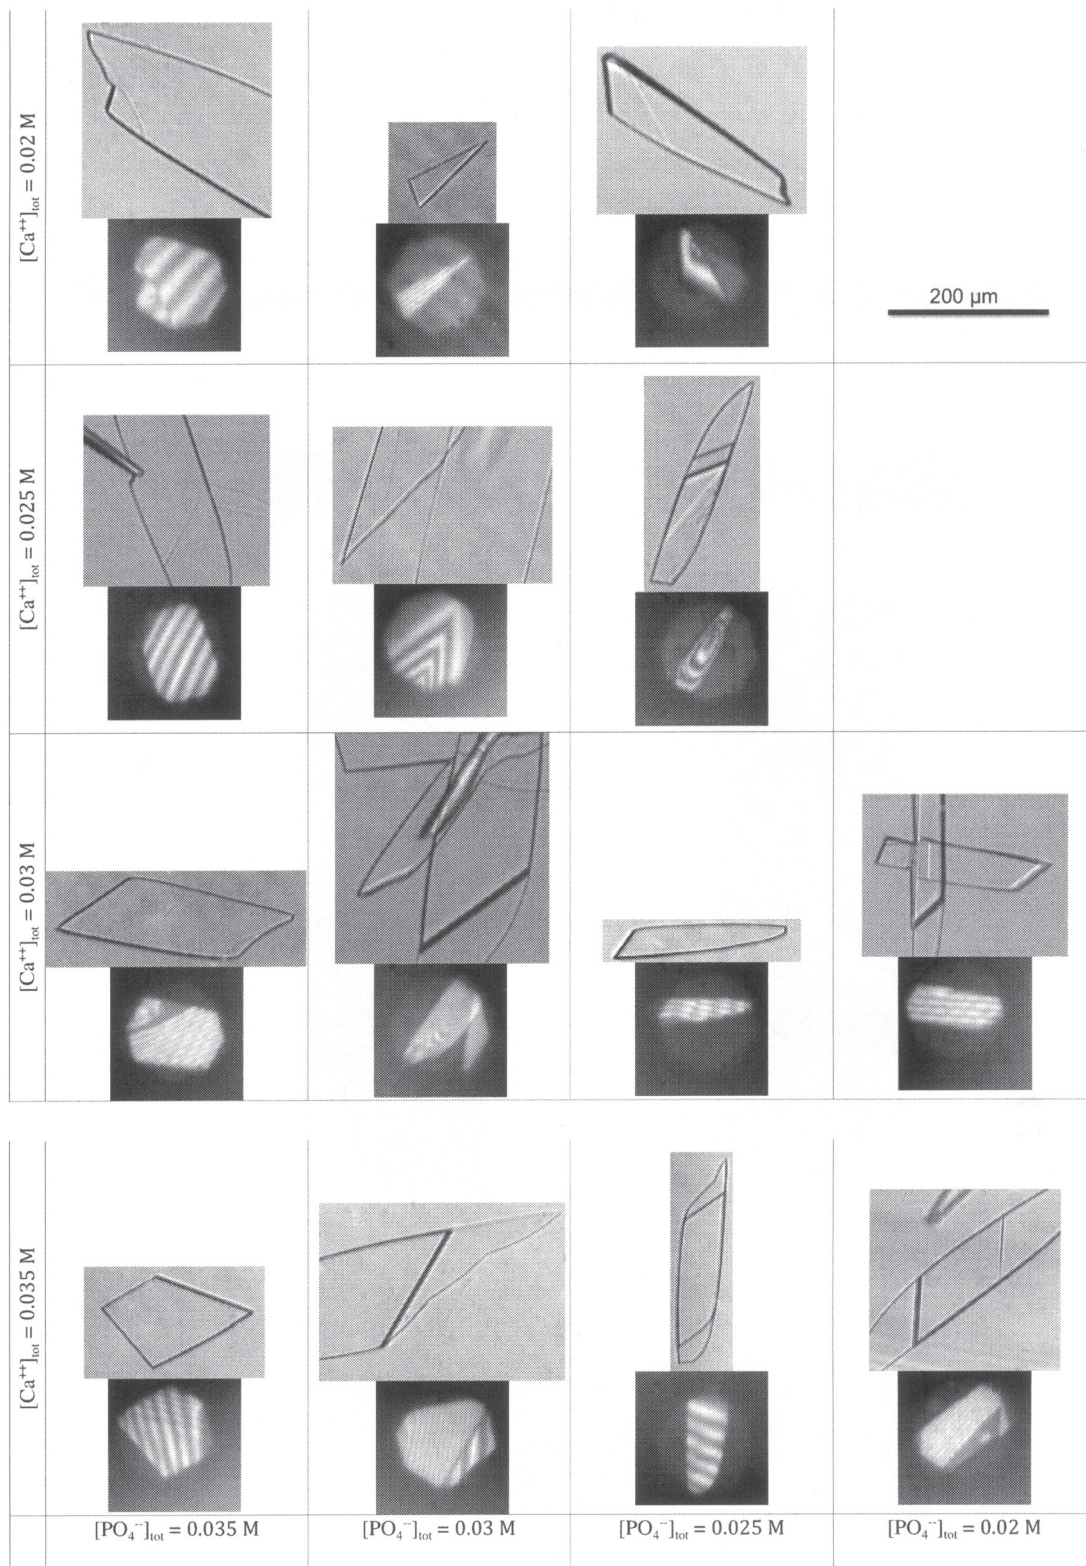 [Ca⁺⁺]tot = 0.02 M
200 µm
[Ca⁺⁺]tot = 0.025 M
[Ca⁺⁺]tot = 0.03 M
[Ca⁺⁺]tot = 0.035 M
[PO₄⁻⁻]tot = 0.035 M
[PO₄⁻⁻]tot = 0.03 M
[PO₄⁻⁻]tot = 0.025 M
[PO₄⁻⁻]tot = 0.02 M